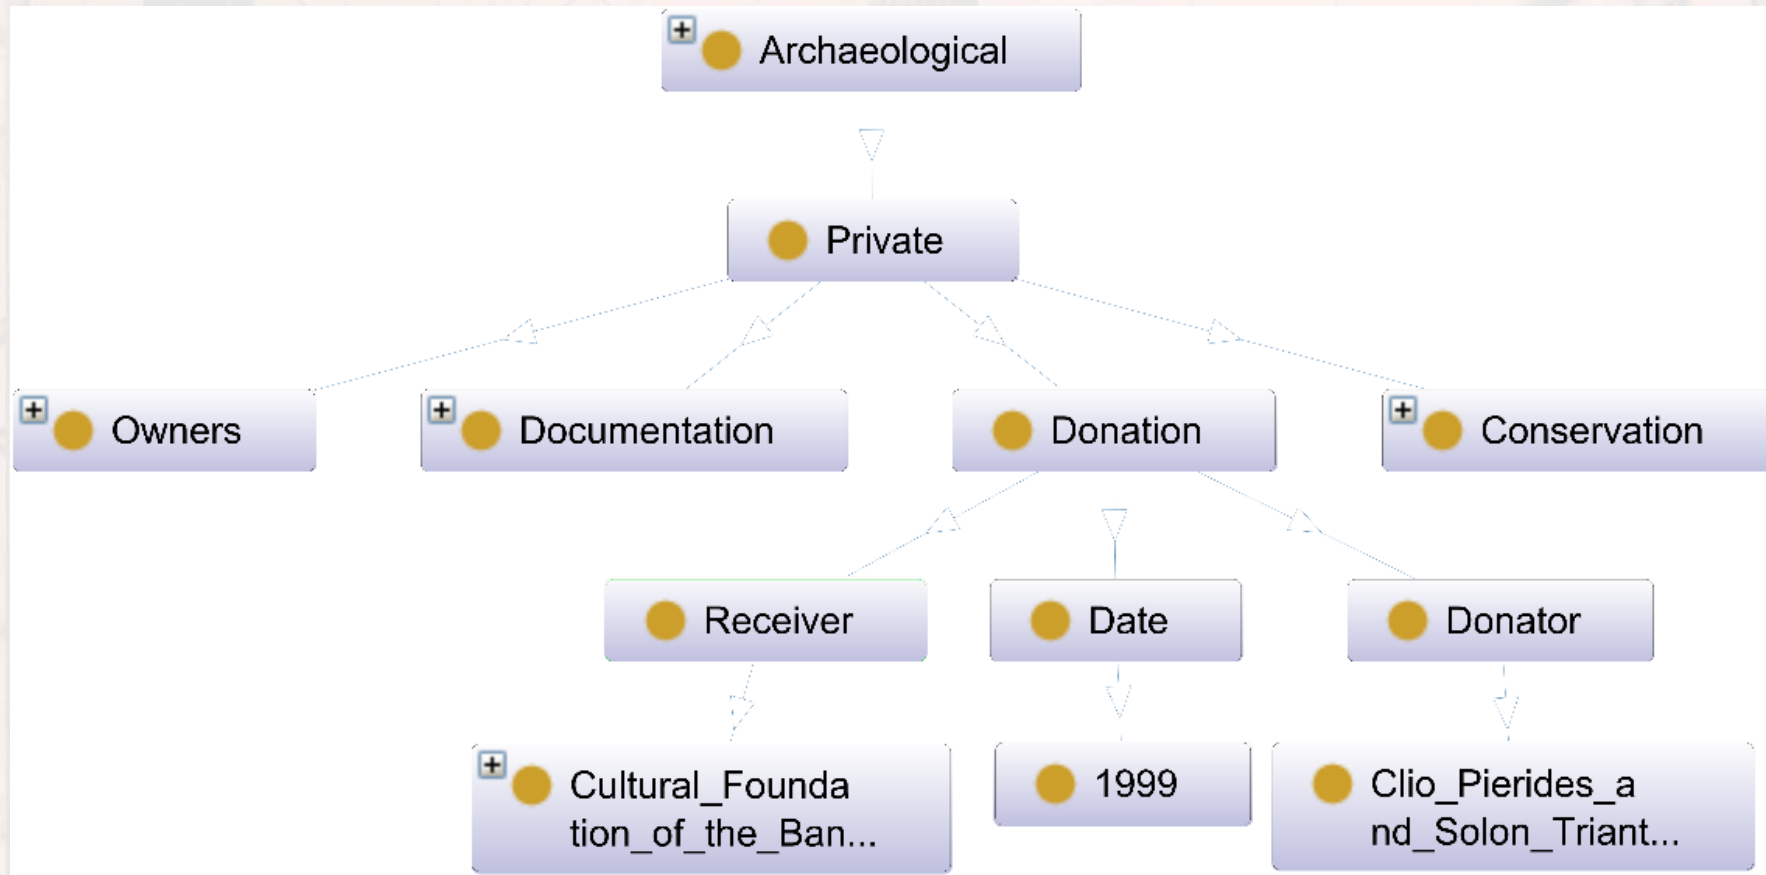 Archaeological
Private
Owners
Documentation
Donation
Conservation
Receiver
Date
Donator
Cultural_Founda
tion_of_the_Ban...
1999
Clio_Pierides_a
nd_Solon_Triant...